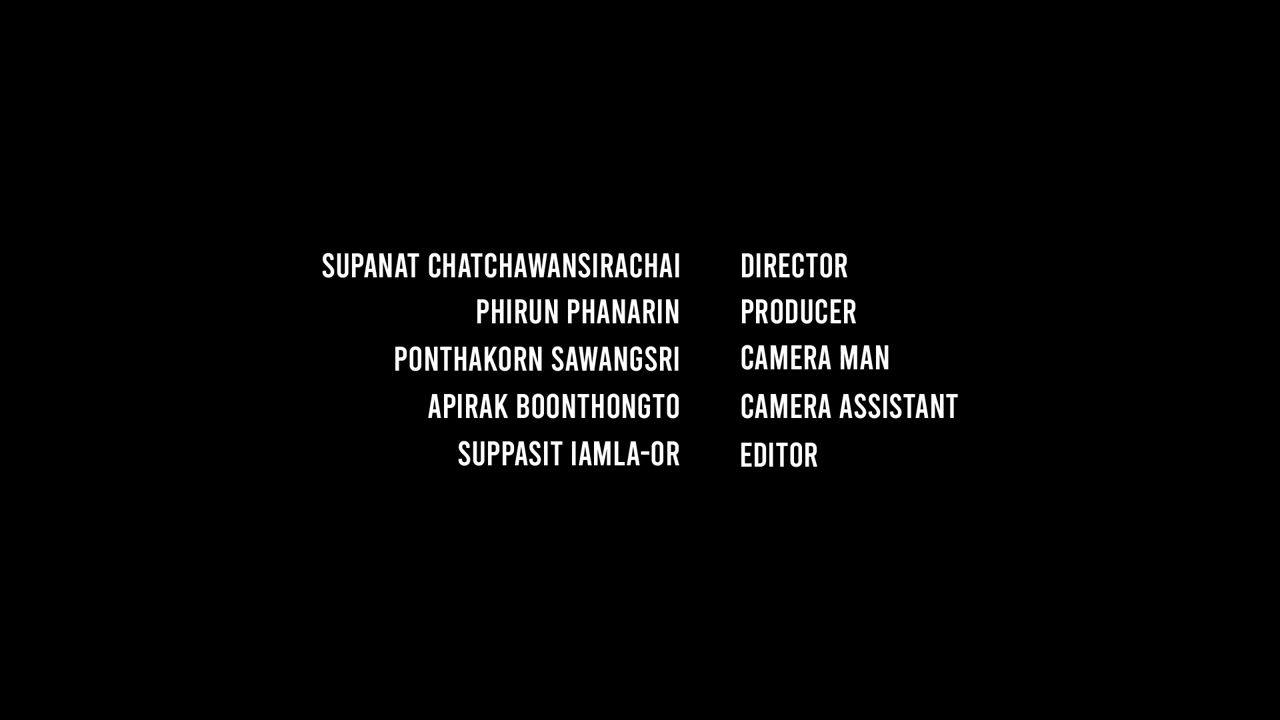 SUPANAT CHATCHAWANSIRACHAI DIRECTOR
PHIRUN PHANARIN PRODUCER
PONTHAKORN SAWANGSRI CAMERA MAN
APIRAK BOONTHONGTO CAMERA ASSISTANT
SUPPASIT IAMLA-OR EDITOR